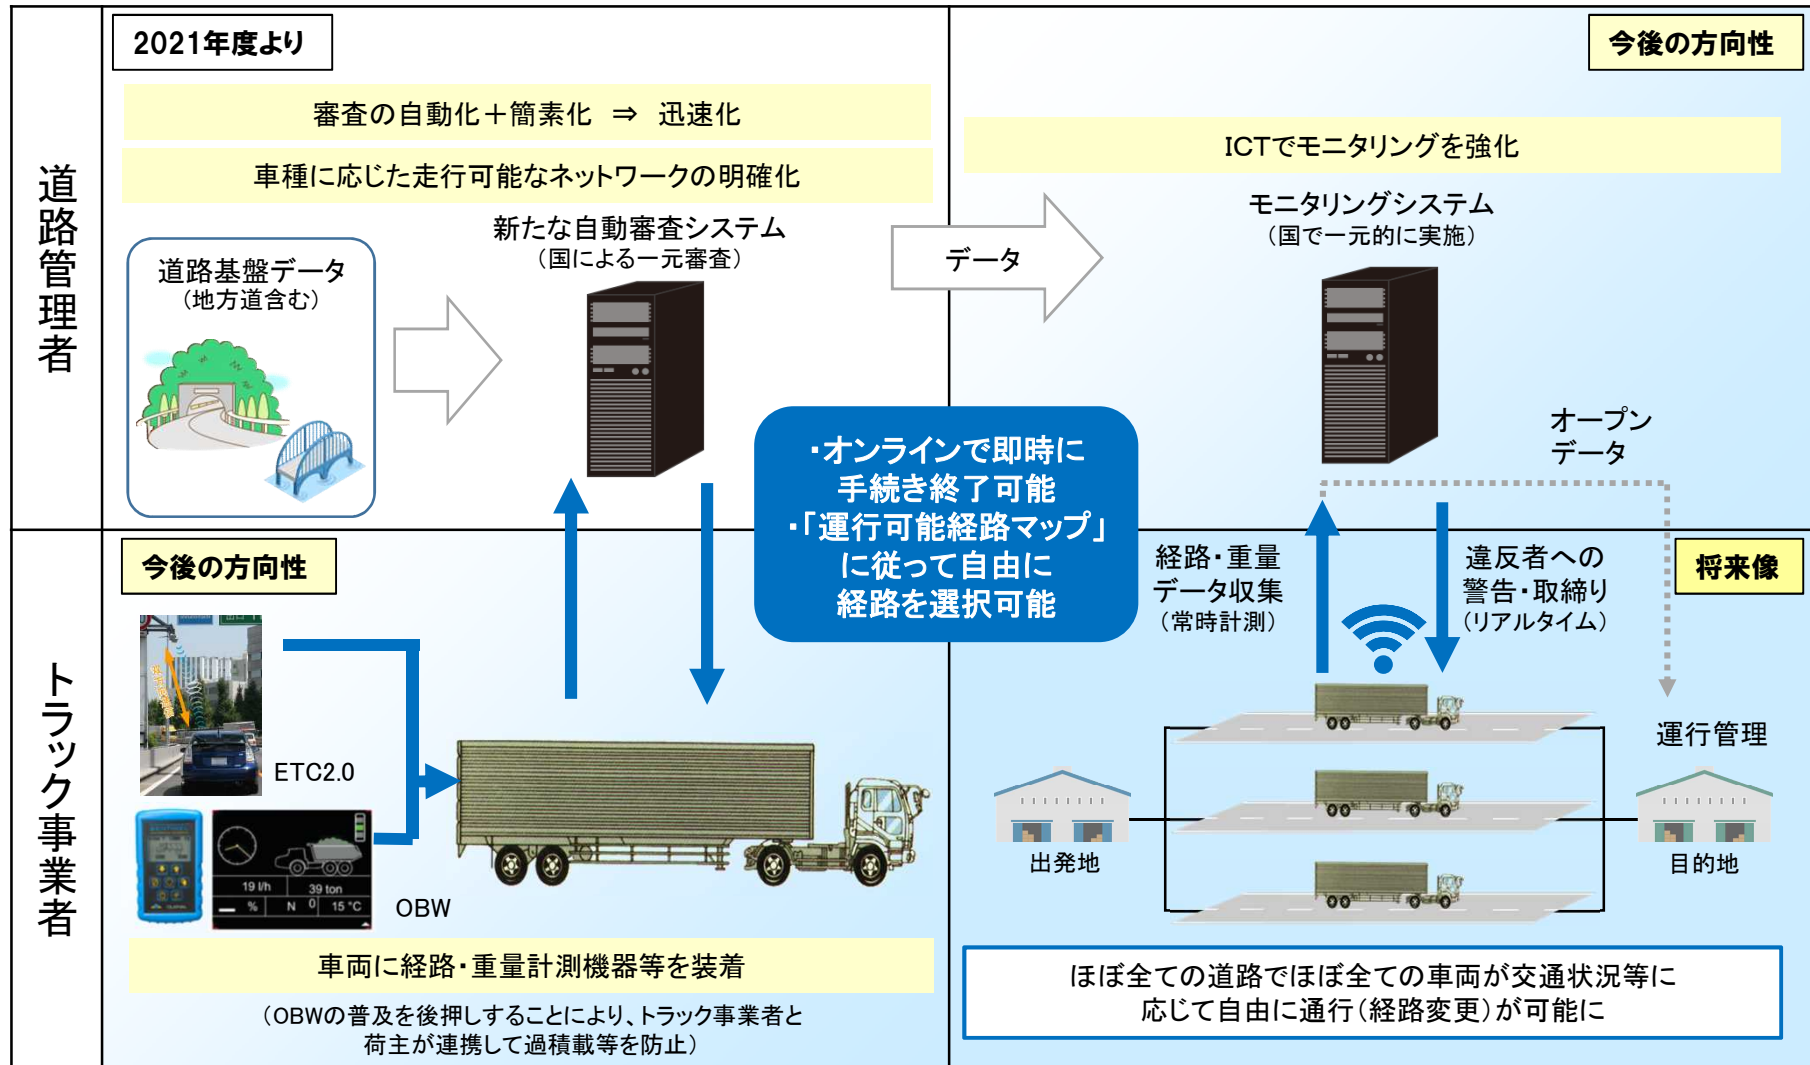 道路管理者
2021年度より
審査の自動化＋簡素化 ⇒ 迅速化
車種に応じた走行可能なネットワークの明確化
道路基盤データ
（地方道含む）
新たな自動審査システム
（国による一元審査）
データ
今後の方向性
ICTでモニタリングを強化
モニタリングシステム
（国で一元的に実施）
オープン
データ
・オンラインで即時に
手続き終了可能
・「運行可能経路マップ」
に従って自由に
経路を選択可能
トラック事業者
今後の方向性
ETC2.0
19 l/h
39 ton
% N 0 15 °C
OBW
車両に経路・重量計測機器等を装着
（OBWの普及を後押しすることにより、トラック事業者と
荷主が連携して過積載等を防止）
将来像
経路・重量
データ収集
（常時計測）
違反者への
警告・取締り
（リアルタイム）
運行管理
出発地
目的地
ほぼ全ての道路でほぼ全ての車両が交通状況等に
応じて自由に通行（経路変更）が可能に